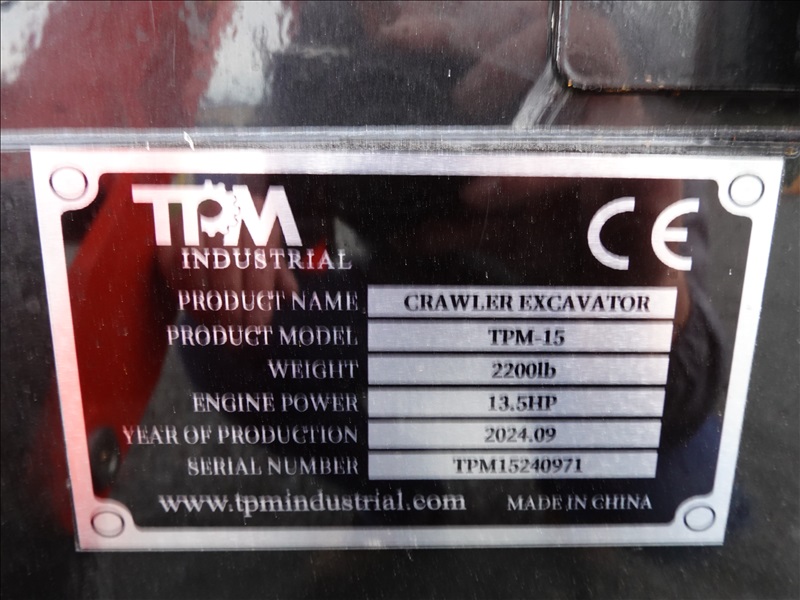 TPM
INDUSTRIAL
CE
PRODUCT NAME CRAWLER EXCAVATOR
PRODUCT MODEL TPM-15
WEIGHT 2200lb
ENGINE POWER 13.5HP
YEAR OF PRODUCTION 2024.09
SERIAL NUMBER TPM15240971
www.tpmindustrial.com MADE IN CHINA